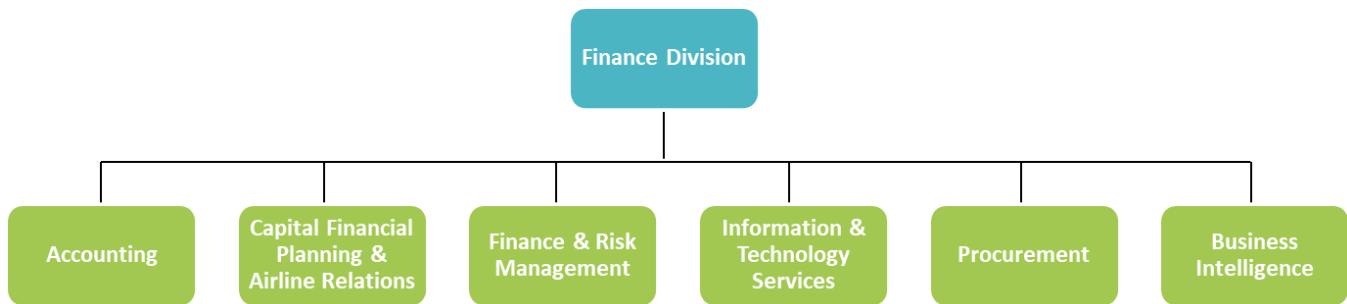 Finance Division
Accounting
Capital Financial
Planning &
Airline Relations
Finance & Risk
Management
Information &
Technology
Services
Procurement
Business
Intelligence